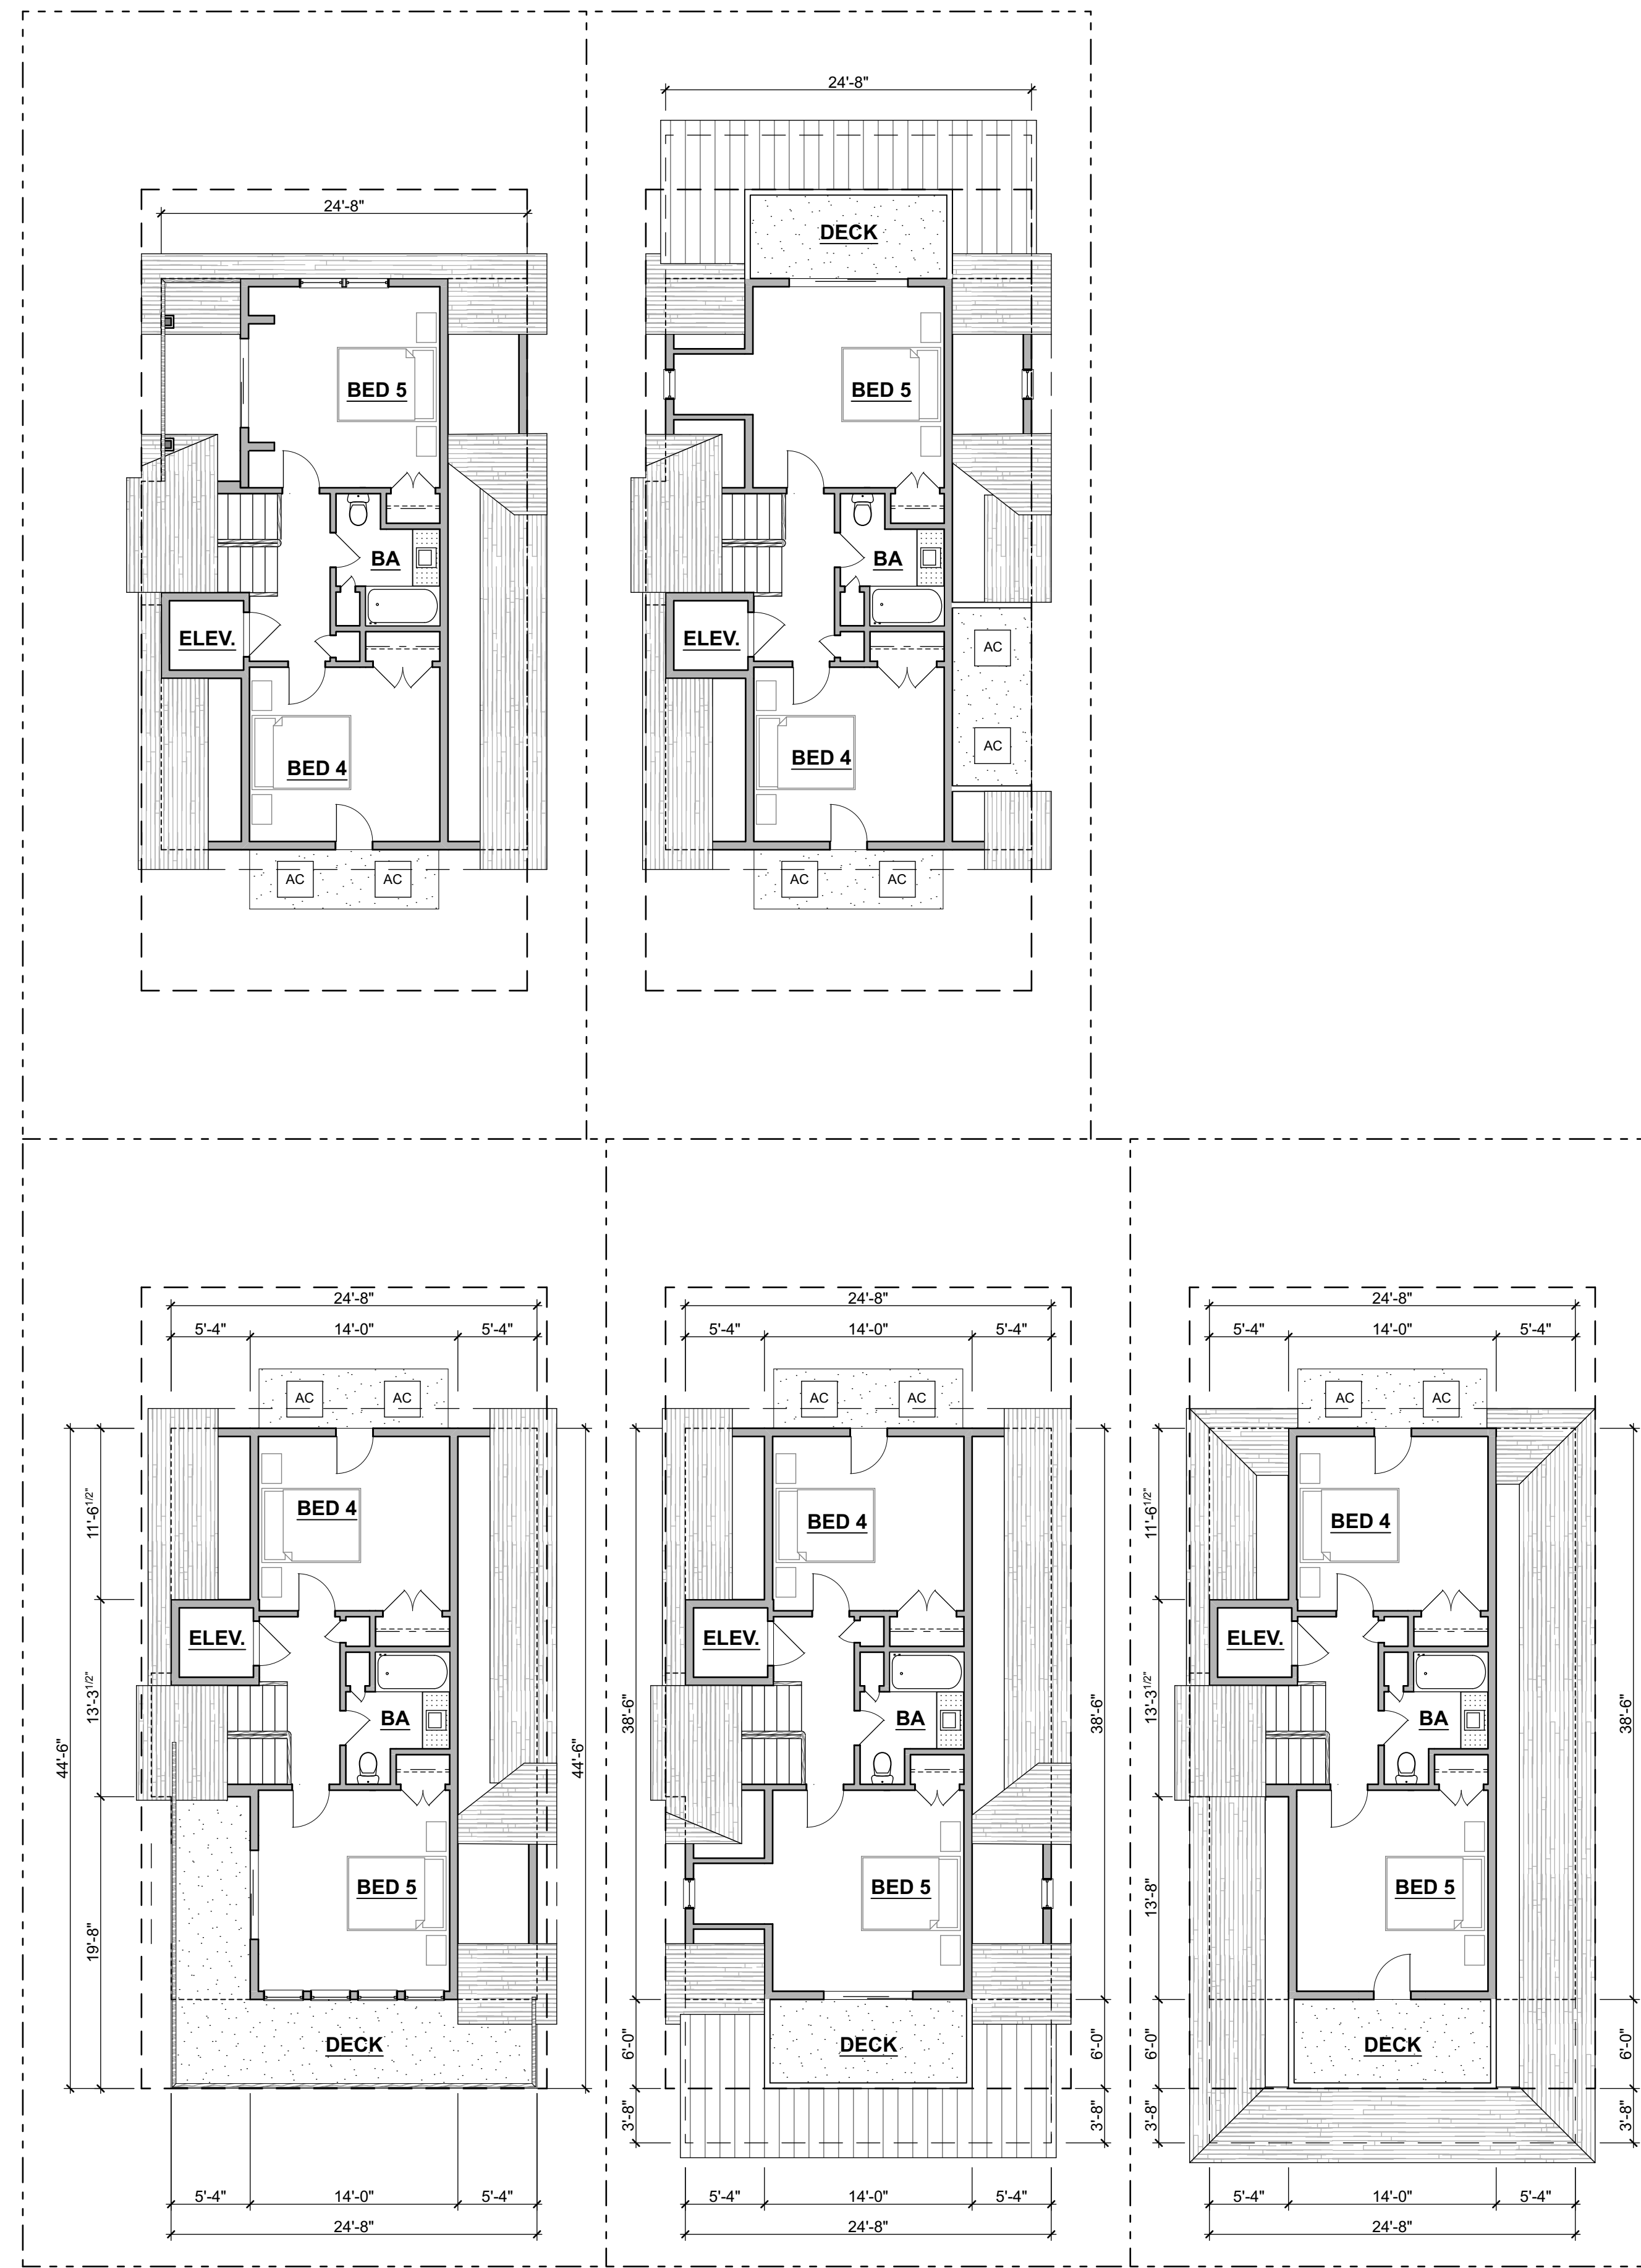 24'-8"
24'-8"
DECK
BED 5
BED 5
BA
BA
ELEV.
ELEV.
AC
AC
BED 4
BED 4
AC
AC
AC
AC
24'-8"
24'-8"
24'-8"
5'-4"
14'-0"
5'-4"
5'-4"
14'-0"
5'-4"
5'-4"
14'-0"
5'-4"
AC
AC
AC
AC
AC
AC
BED 4
BED 4
BED 4
11'-6 1/2"
11'-6 1/2"
ELEV.
ELEV.
ELEV.
13'-3 1/2"
13'-3 1/2"
BA
BA
BA
44'-6"
44'-6"
38'-6"
38'-6"
38'-6"
BED 5
BED 5
BED 5
19'-8"
13'-8"
DECK
DECK
DECK
6'-0"
6'-0"
6'-0"
6'-0"
3'-8"
3'-8"
3'-8"
3'-8"
5'-4"
14'-0"
5'-4"
5'-4"
14'-0"
5'-4"
5'-4"
14'-0"
5'-4"
24'-8"
24'-8"
24'-8"